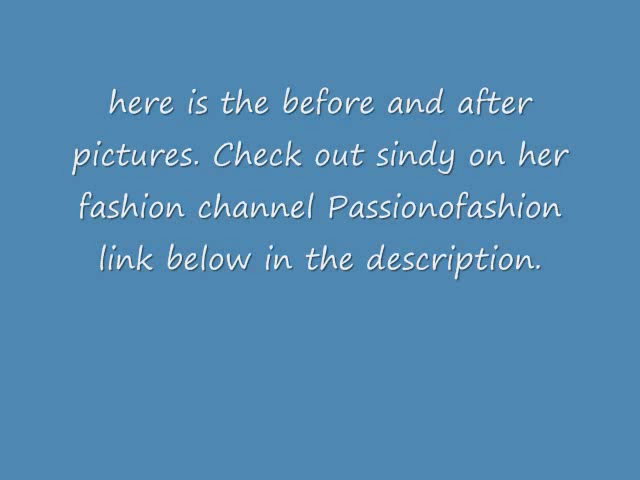 here is the before and after
pictures. Check out sindy on her
fashion channel Passionofashion
link below in the description.